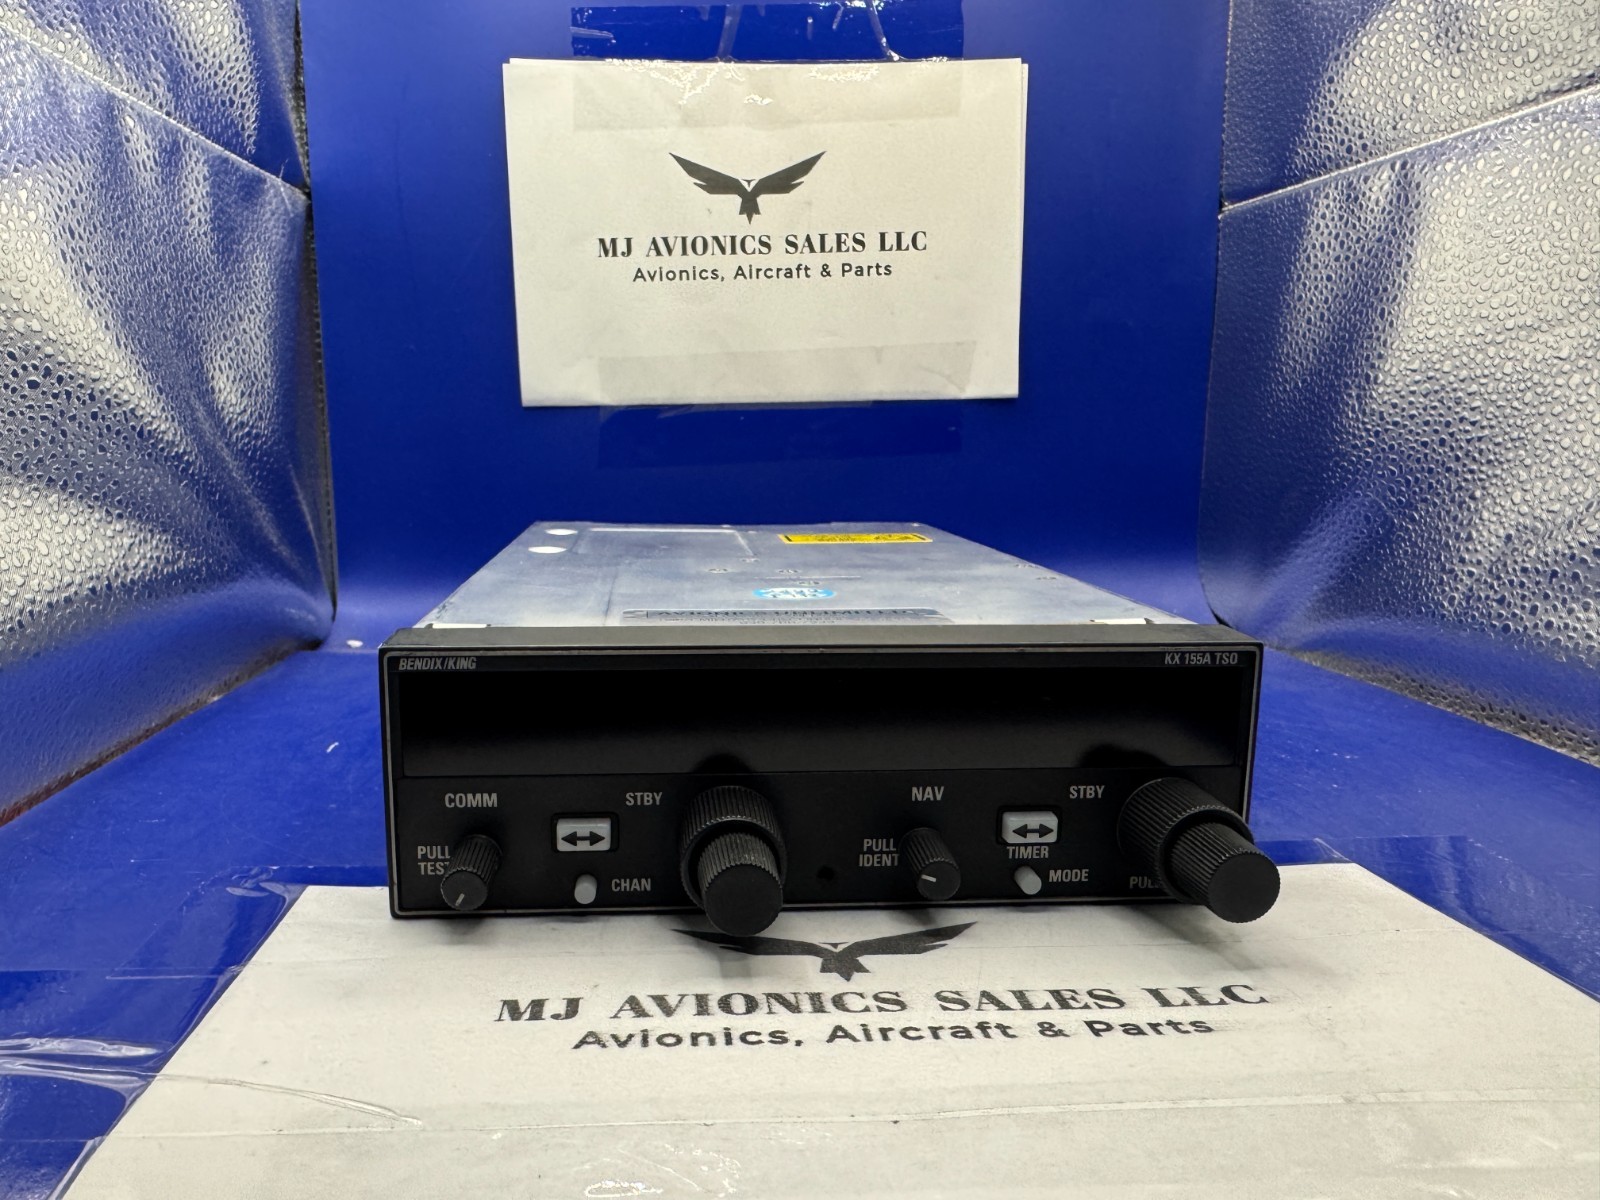 MJ AVIONICS SALES LLC
Avionics, Aircraft & Parts
BENDIX/KING
KX 155A TSO
COMM
STBY
NAV
STBY
PULL
TEST
CHAN
PULL
IDENT
TIMER
MODE
MJ AVIONICS SALES LLC
Avionics, Aircraft & Parts